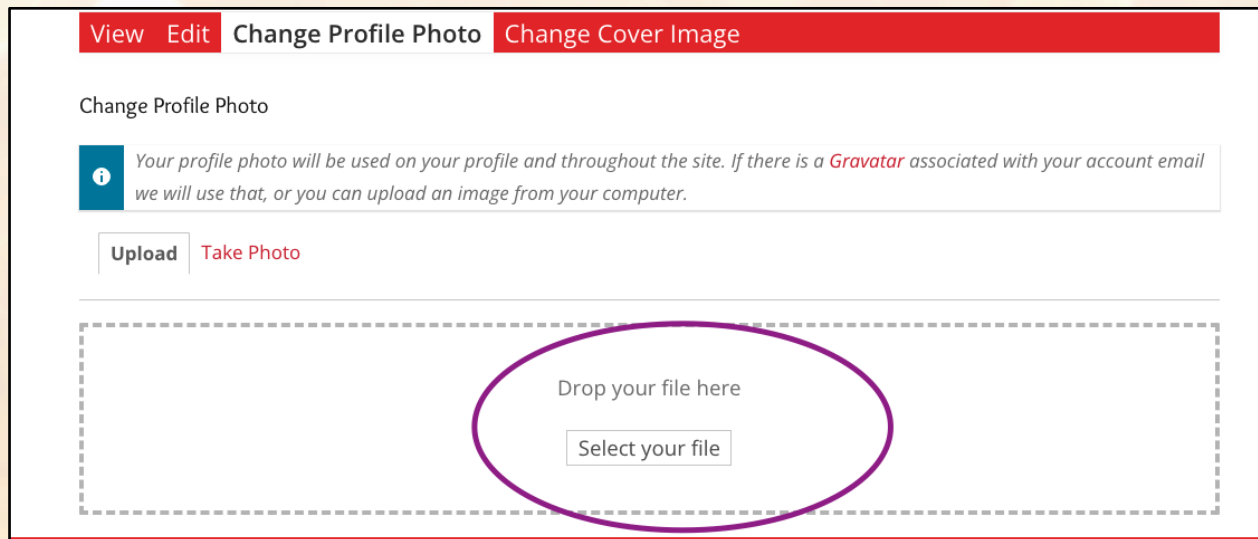 View Edit Change Profile Photo Change Cover Image
Change Profile Photo
Your profile photo will be used on your profile and throughout the site. If there is a Gravatar associated with your account email
we will use that, or you can upload an image from your computer.
Upload Take Photo
Drop your file here
Select your file